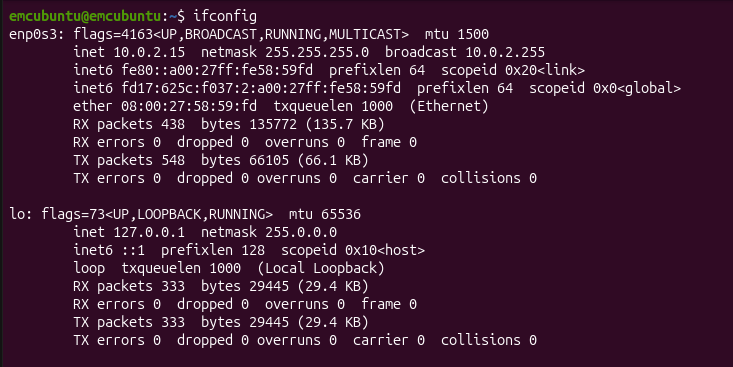 emcubuntu@emcubuntu:~$ ifconfig
enp0s3: flags=4163<UP,BROADCAST,RUNNING,MULTICAST>  mtu 1500
        inet 10.0.2.15  netmask 255.255.255.0  broadcast 10.0.2.255
        inet6 fe80::a00:27ff:fe58:59fd  prefixlen 64  scopeid 0x20<link>
        inet6 fd17:625c:f037:2:a00:27ff:fe58:59fd  prefixlen 64  scopeid 0x0<global>
        ether 08:00:27:58:59:fd  txqueuelen 1000  (Ethernet)
        RX packets 438  bytes 135772 (135.7 KB)
        RX errors 0  dropped 0  overruns 0  frame 0
        TX packets 548  bytes 66105 (66.1 KB)
        TX errors 0  dropped 0 overruns 0  carrier 0  collisions 0

lo: flags=73<UP,LOOPBACK,RUNNING>  mtu 65536
        inet 127.0.0.1  netmask 255.0.0.0
        inet6 ::1  prefixlen 128  scopeid 0x10<host>
        loop  txqueuelen 1000  (Local Loopback)
        RX packets 333  bytes 29445 (29.4 KB)
        RX errors 0  dropped 0  overruns 0  frame 0
        TX packets 333  bytes 29445 (29.4 KB)
        TX errors 0  dropped 0 overruns 0  carrier 0  collisions 0